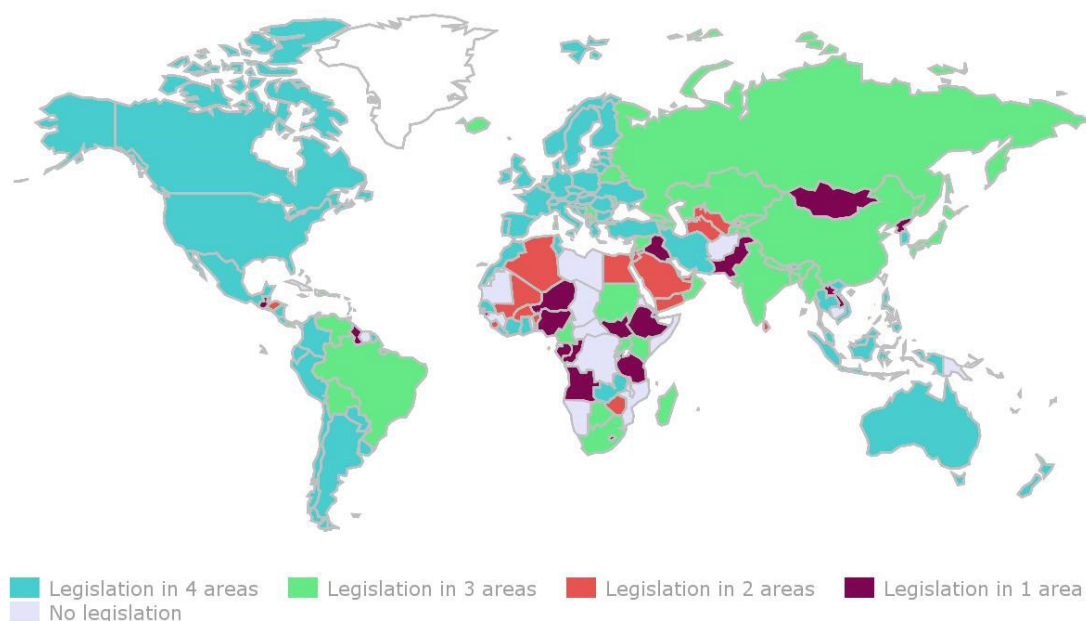 Legislation in 4 areas
Legislation in 3 areas
Legislation in 2 areas
Legislation in 1 area
No legislation